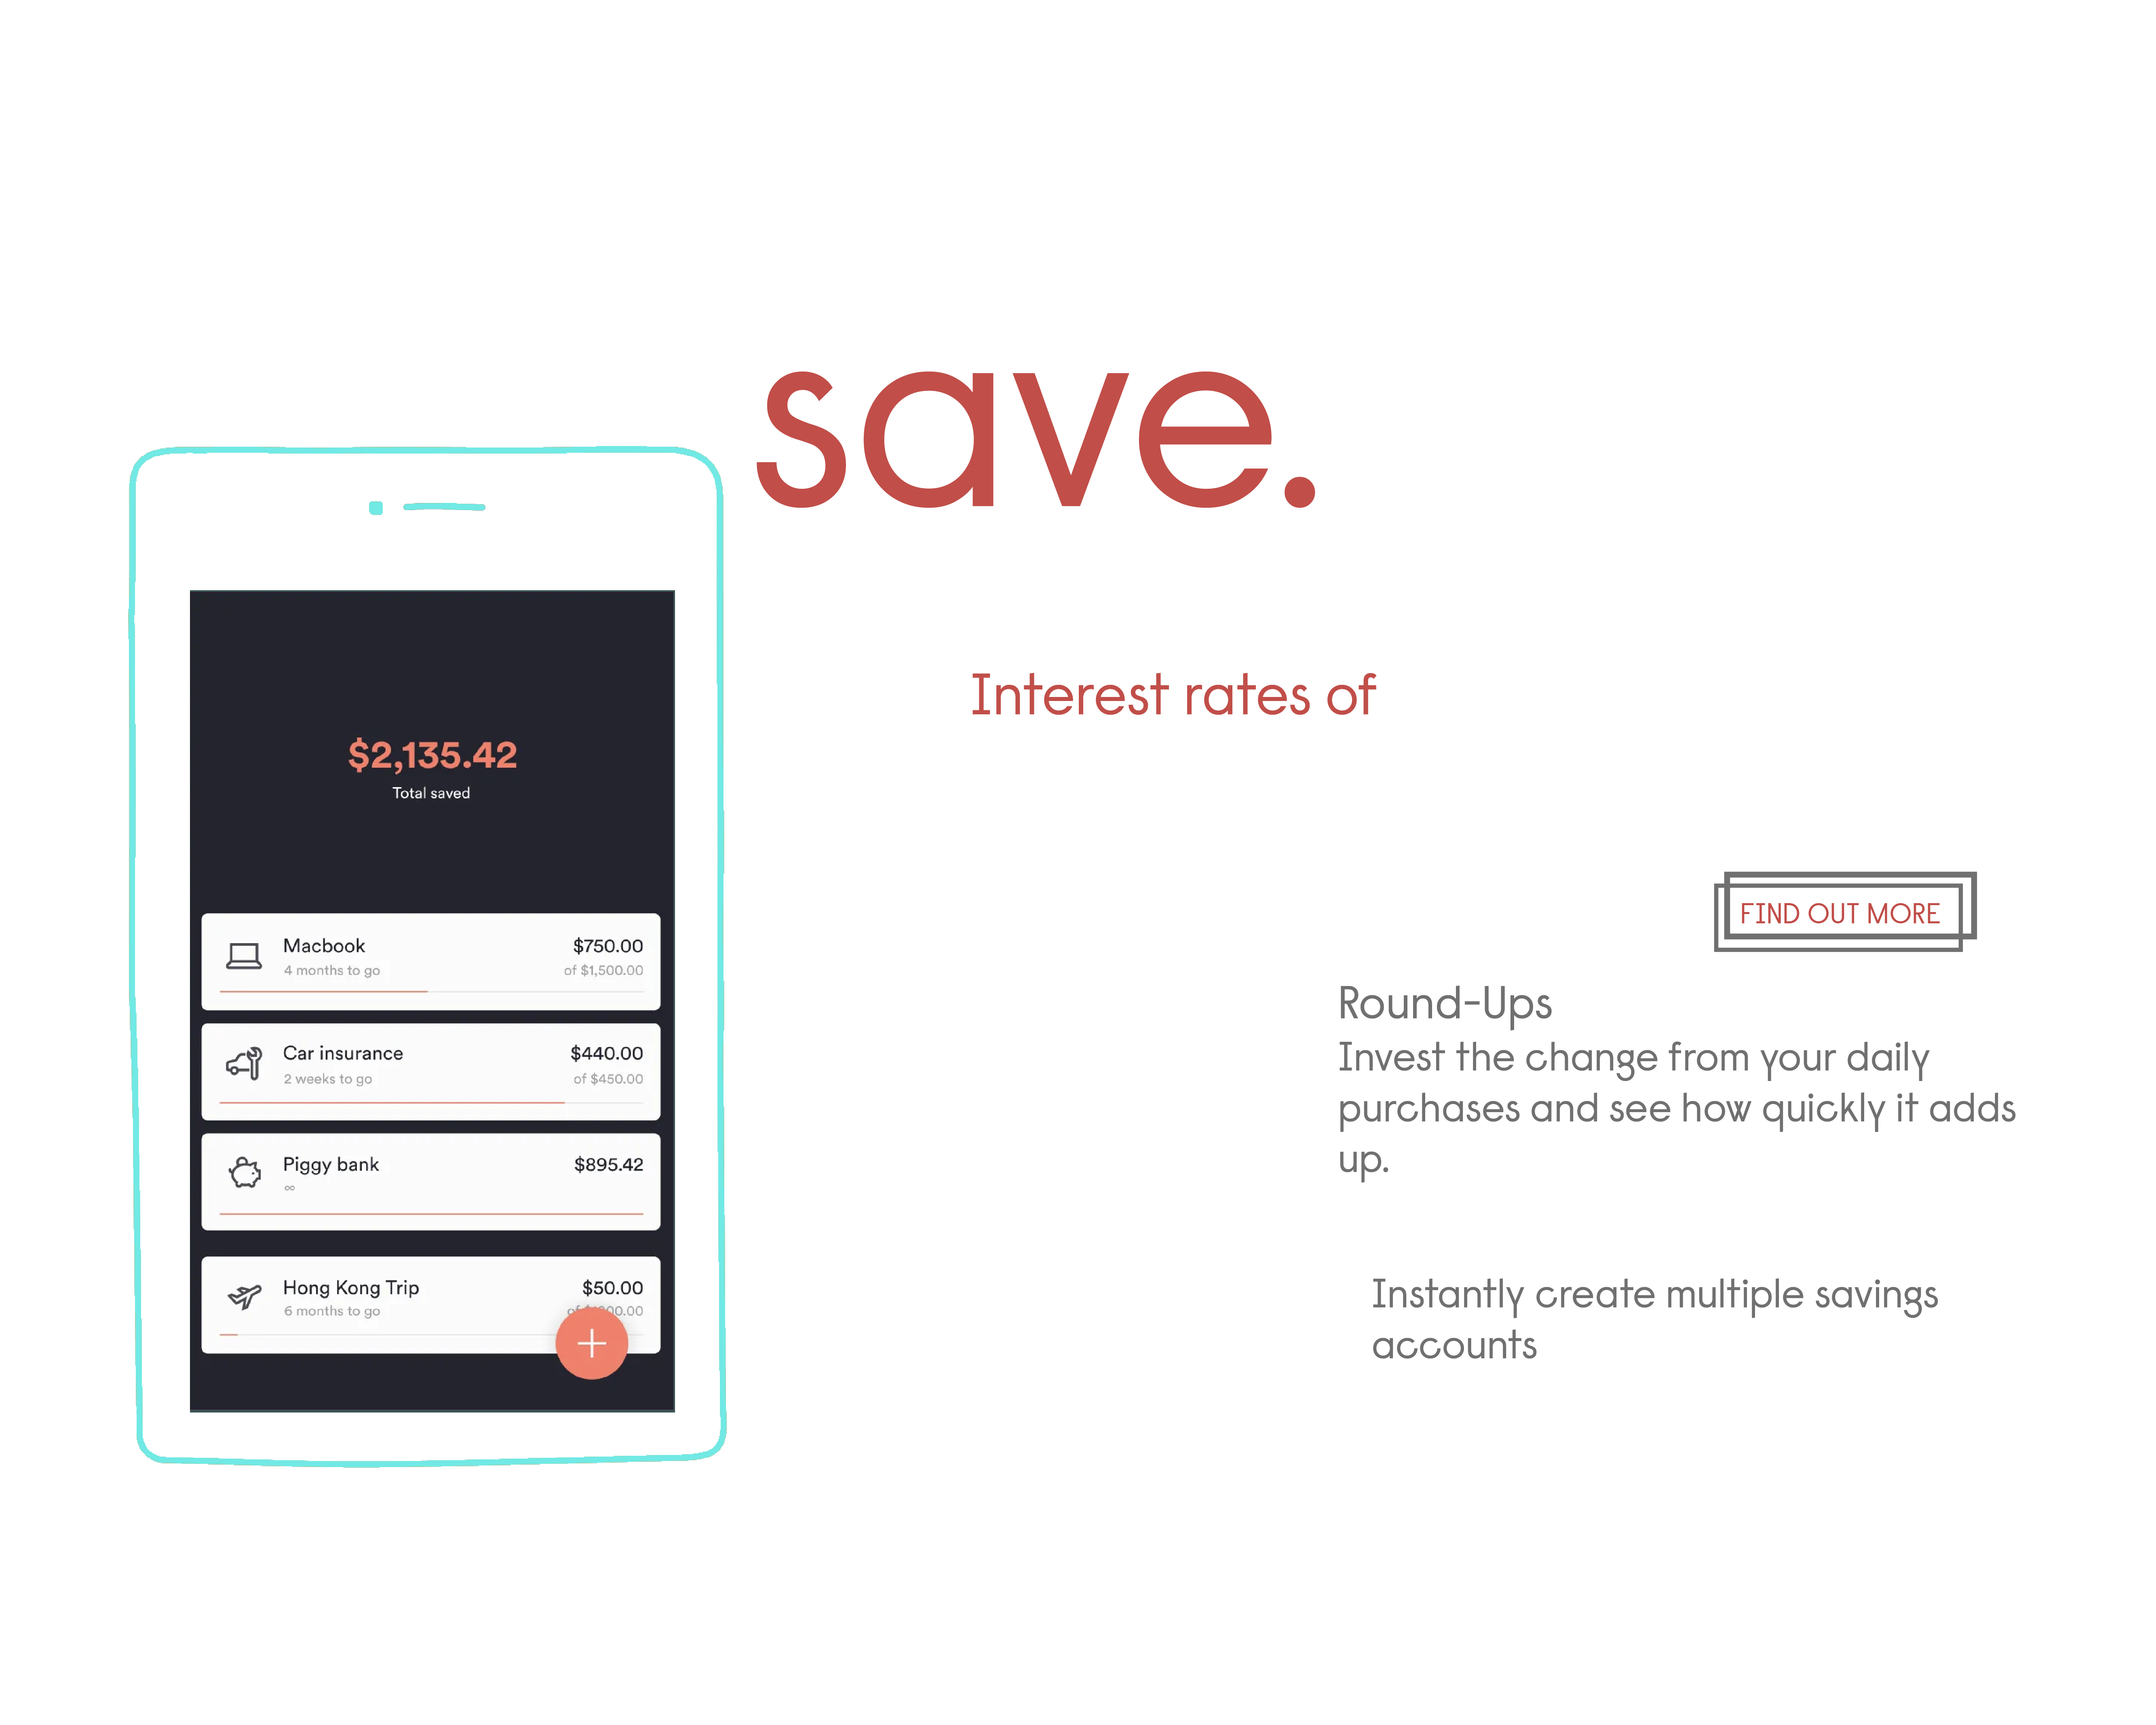 save.
Interest rates of
$2,135.42
Total saved
Macbook
$750.00
4 months to go
of $1,500.00
Car insurance
$440.00
2 weeks to go
of $450.00
Piggy bank
$895.42
∞
Hong Kong Trip
$50.00
6 months to go
of
FIND OUT MORE
Round-Ups
Invest the change from your daily
purchases and see how quickly it adds
up.
Instantly create multiple savings
accounts